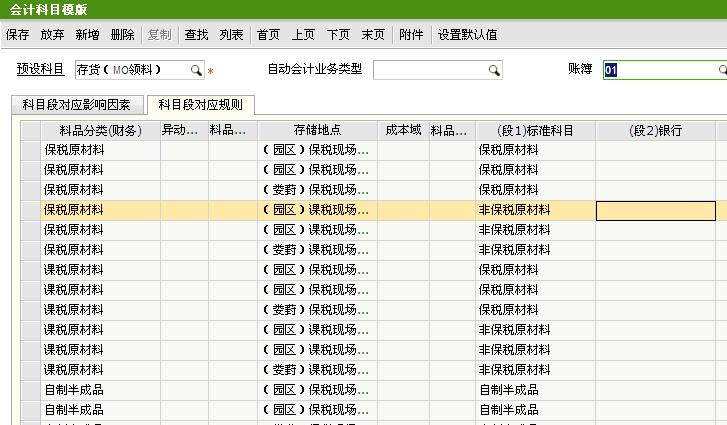 会计科目模版
保存 放弃 新增 删除 复制 查找 列表 首页 上页 下页 末页 附件 设置默认值
预设科目 存货（MO领料） * 自动会计业务类型 账簿 01
科目段对应影响因素 科目段对应规则
料品分类(财务) 异动... 料品... 存储地点 成本域 料品... (段1)标准科目 (段2)银行
保税原材料 （园区）保税现场... 保税原材料
保税原材料 （园区）保税现场... 保税原材料
保税原材料 （娄葑）保税现场... 保税原材料
保税原材料 （园区）课税现场... 非保税原材料
保税原材料 （园区）课税现场... 非保税原材料
保税原材料 （娄葑）课税现场... 非保税原材料
课税原材料 （园区）保税现场... 保税原材料
课税原材料 （园区）保税现场... 保税原材料
课税原材料 （娄葑）保税现场... 保税原材料
课税原材料 （园区）课税现场... 非保税原材料
课税原材料 （园区）课税现场... 非保税原材料
课税原材料 （娄葑）课税现场... 非保税原材料
自制半成品 （园区）保税现场... 自制半成品
自制半成品 （园区）保税现场... 自制半成品